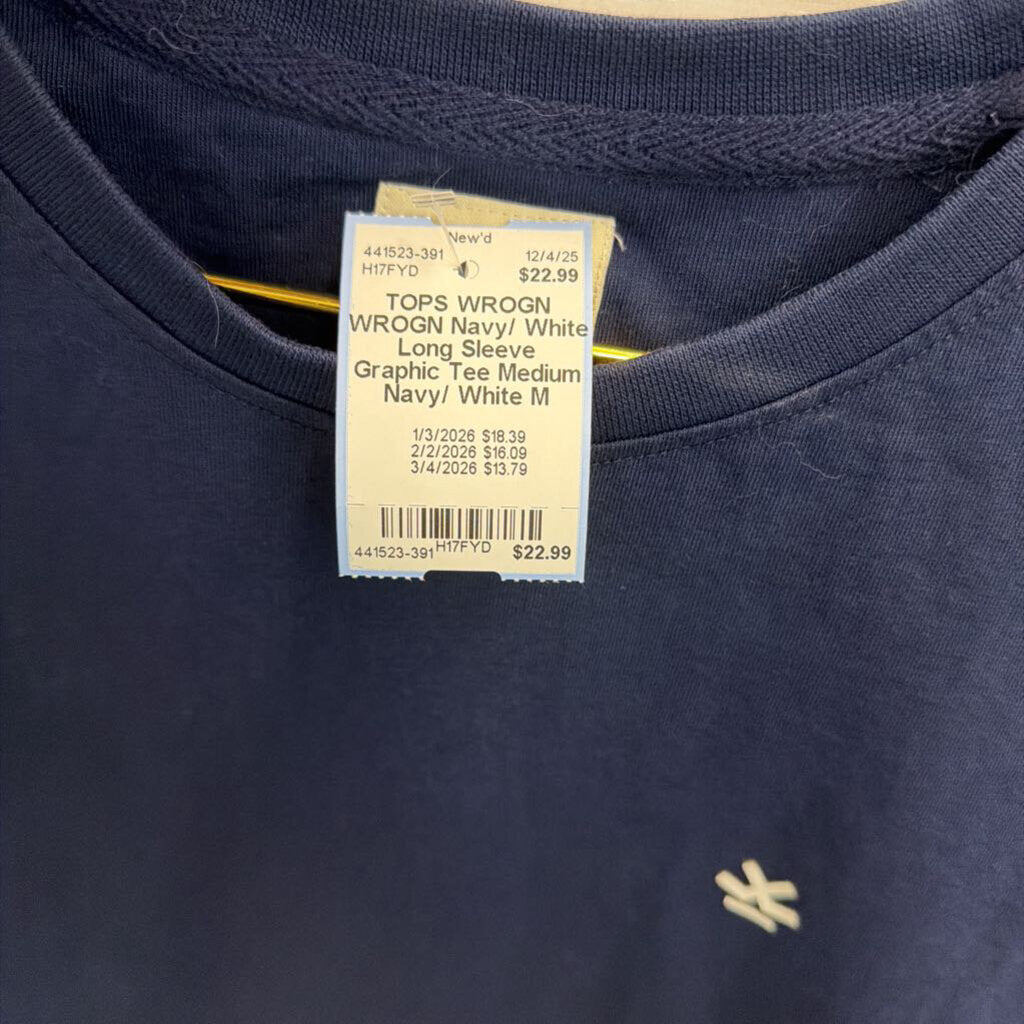 New'd
441523-391 12/4/25
H17FYD $22.99
TOPS WROGN
WROGN Navy/ White
Long Sleeve
Graphic Tee Medium
Navy/ White M
1/3/2026 $18.39
2/2/2026 $16.09
3/4/2026 $13.79
441523-391 H17FYD $22.99